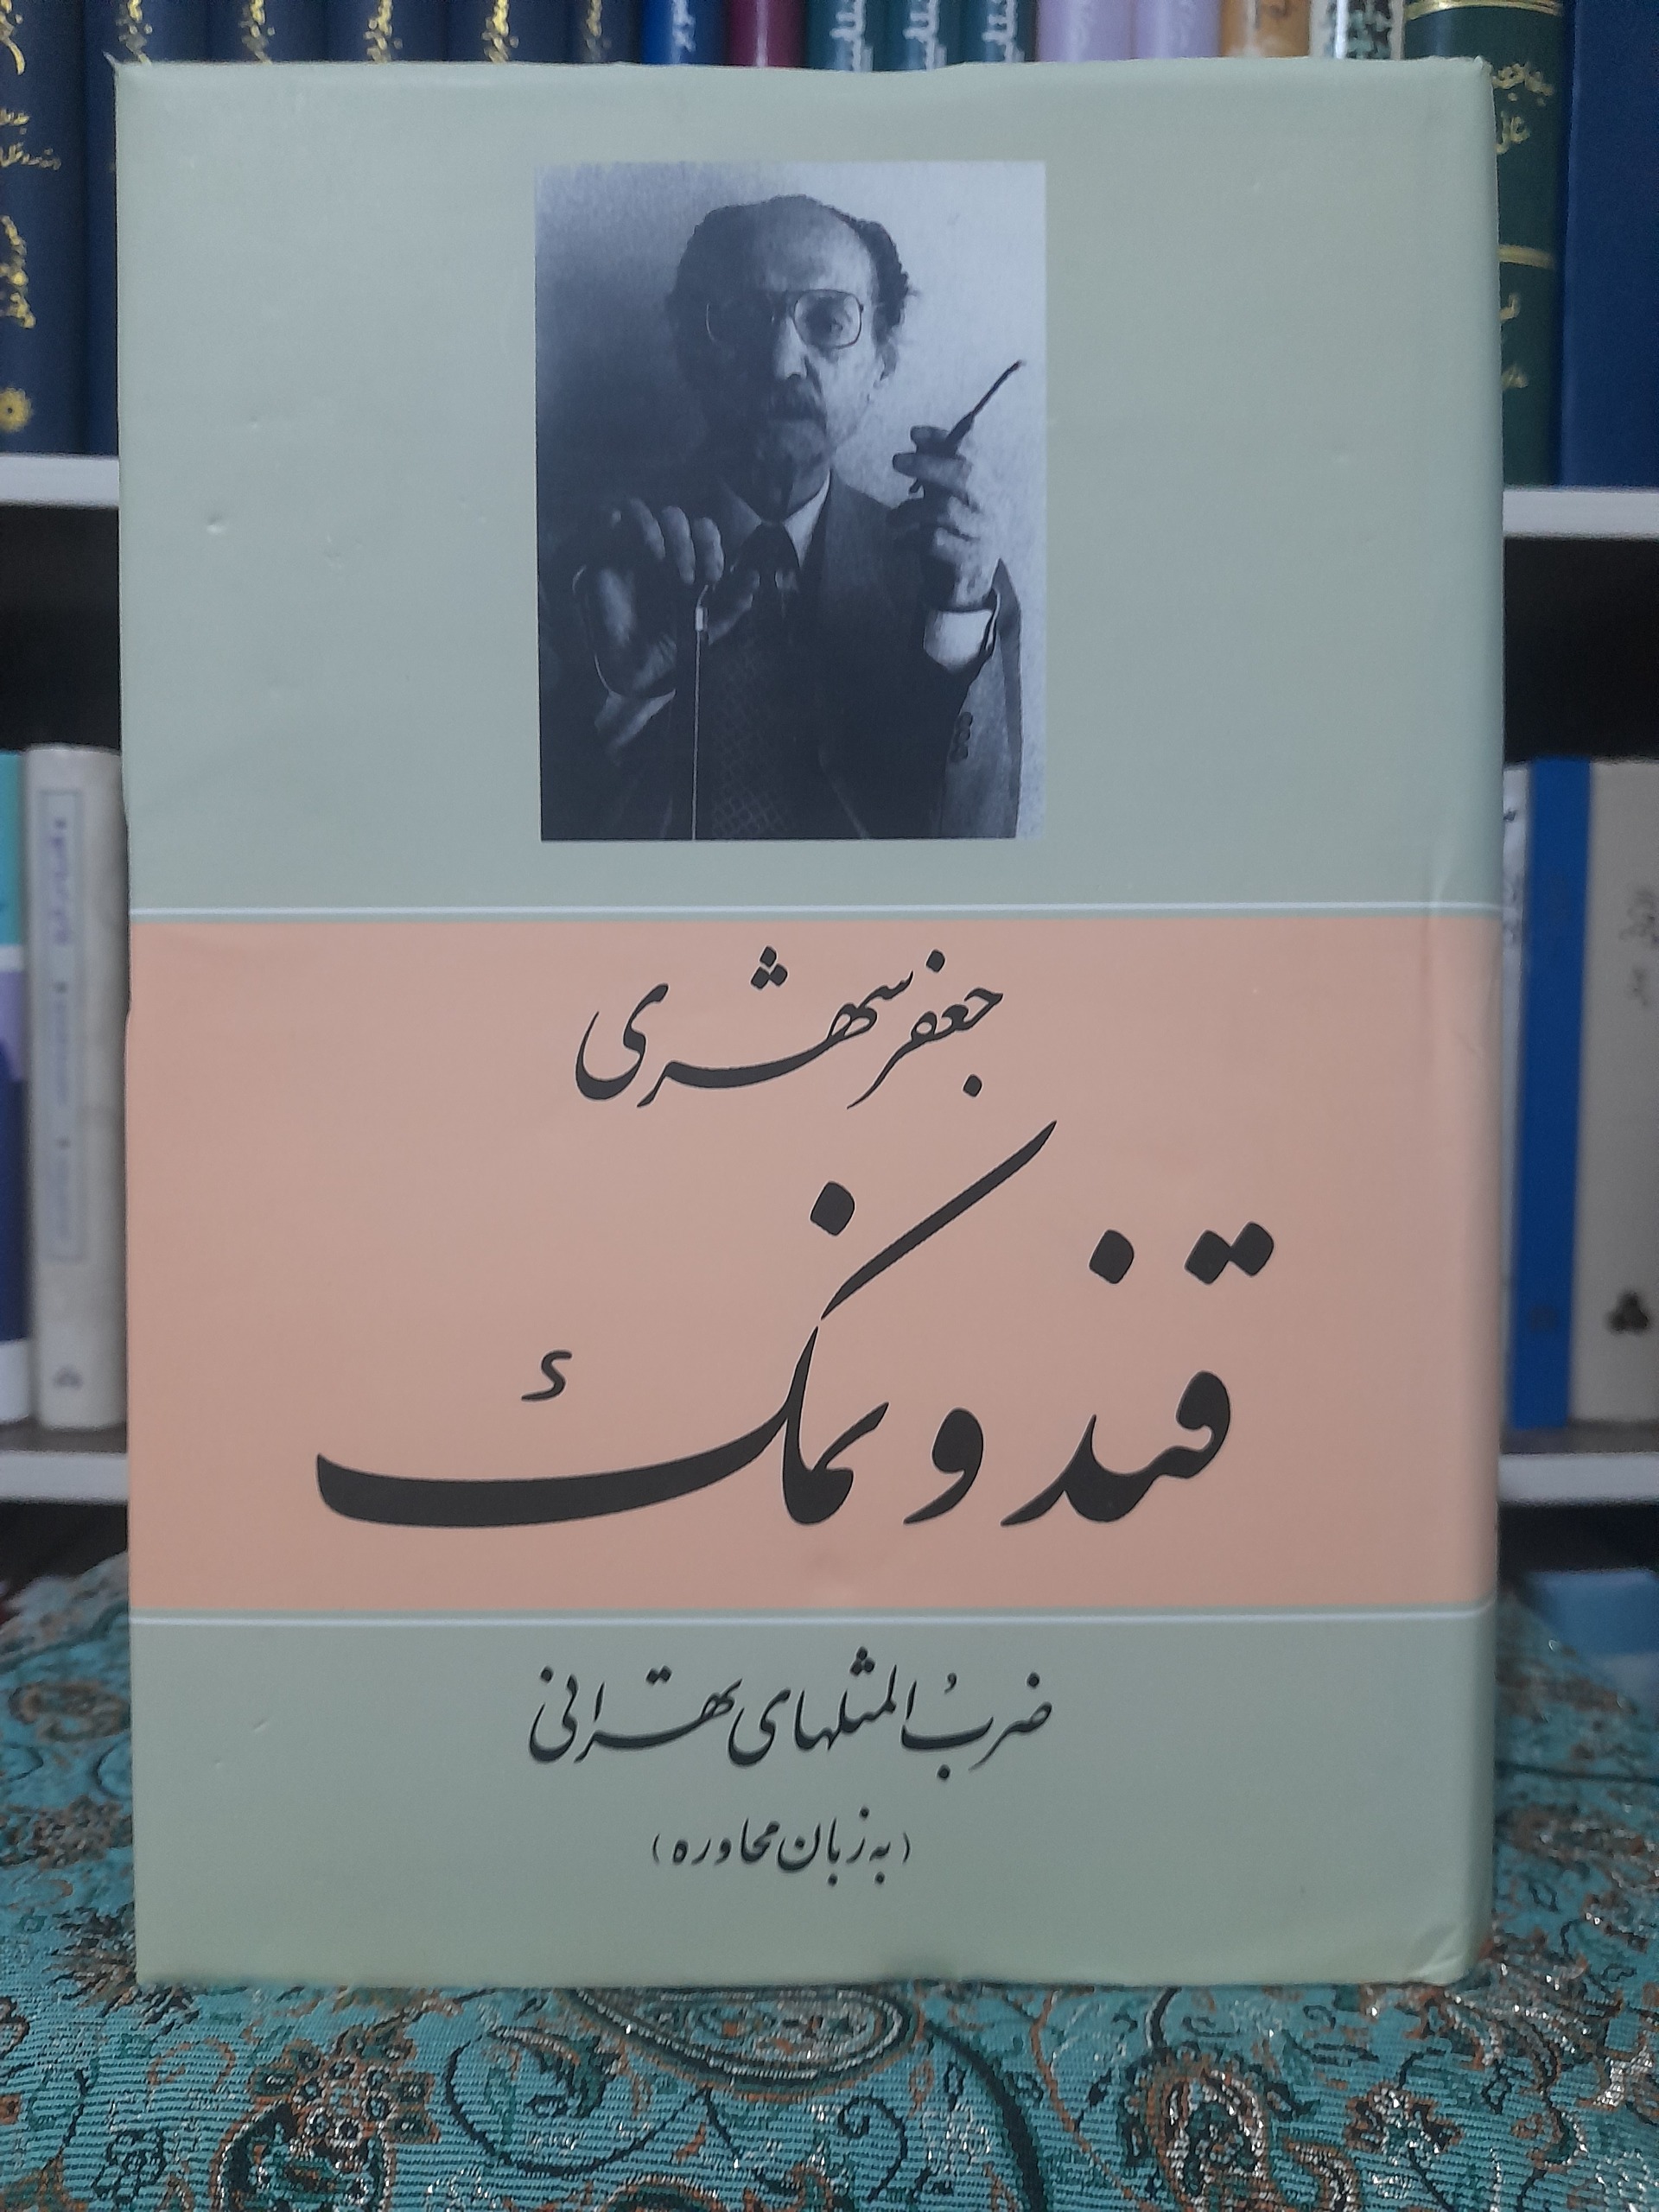 جعفر شهری
قند و نمک
ضربُ المثلهای تهرانی
(به زبان محاوره)